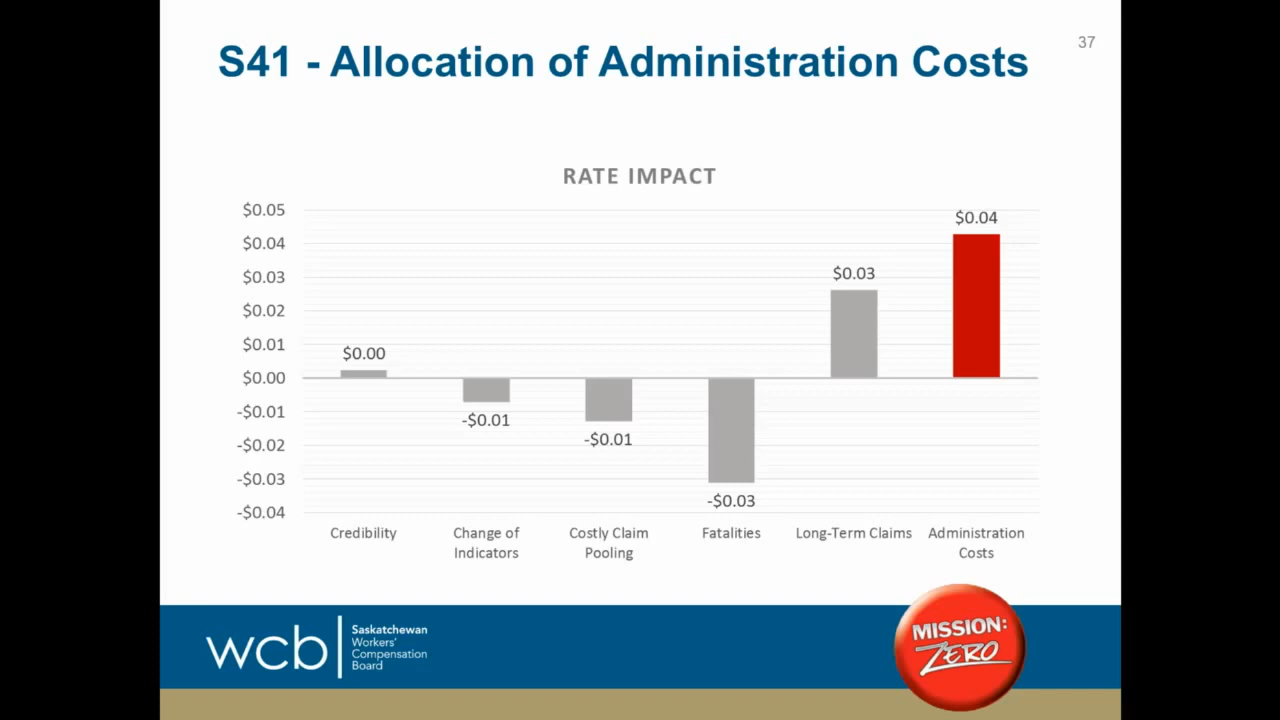 37
S41 - Allocation of Administration Costs
RATE IMPACT
$0.05
$0.04
$0.03
$0.02
$0.01
$0.00
-$0.01
-$0.02
-$0.03
-$0.04
$0.00
-$0.01
-$0.01
-$0.03
$0.03
$0.04
Credibility
Change of
Indicators
Costly Claim
Pooling
Fatalities
Long-Term Claims
Administration
Costs
wcb
Saskatchewan
Workers'
Compensation
Board
MISSION:
ZERO